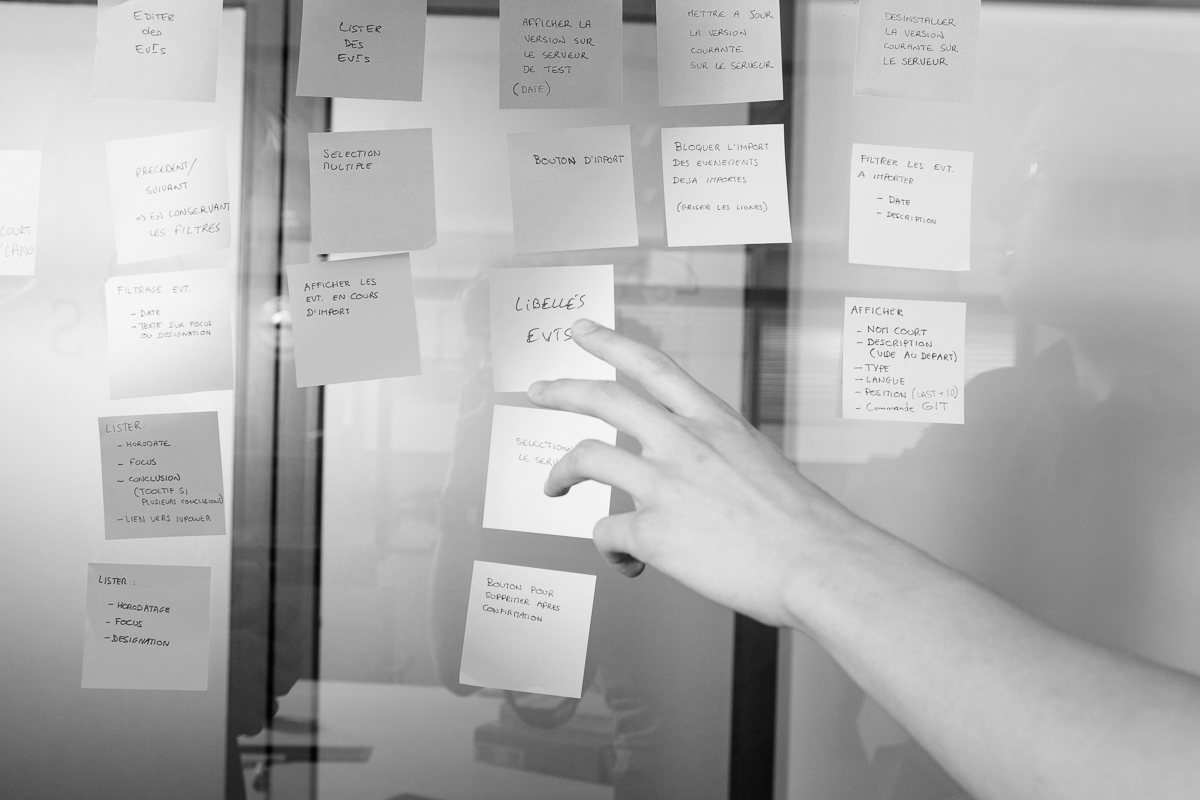 EDITER
des
EVTS
LISTER
DES
EVTS
AFFICHER LA
VERSION SUR
LE SERVEUR
DE TEST
(DATE)
METTRE A JOUR
LA VERSION
COURANTE
SUR LE SERVEUR
DESINSTALLER
LA VERSION
COURANTE SUR
LE SERVEUR
COURT
/LANG
PRECEDENT/
SUIVANT
=> EN CONSERVANT
LES FILTRES
SELECTION
MULTIPLE
BOUTON D'IMPORT
BLOQUER L'IMPORT
DES EVENEMENTS
DEJA IMPORTES
(GRISER LES LIGNES)
FILTRER LES EVT.
A IMPORTER
- DATE
- DESCRIPTION
FILTRAGE EVT.
- DATE
- TEXTE SUR FOCUS
OU DESIGNATION
AFFICHER LES
EVT. EN COURS
D'IMPORT
LIBELLÉS
EVTS
AFFICHER
- NOM COURT
- DESCRIPTION
(VIDE AU DEPART)
- TYPE
- LANGUE
- POSITION (LAST+10)
- Commande GIT
LISTER:
- HORODATE
- FOCUS
- CONCLUSION
(TOOLTIP SI
PLUSIEURS CONCLUSIONS)
- LIEN VERS IVPOWER
SELECTIONN
LE SERV
LISTER :
- HORODATAGE
- FOCUS
- DESIGNATION
BOUTON POUR
SUPPRIMER APRES
CONFIRMATION